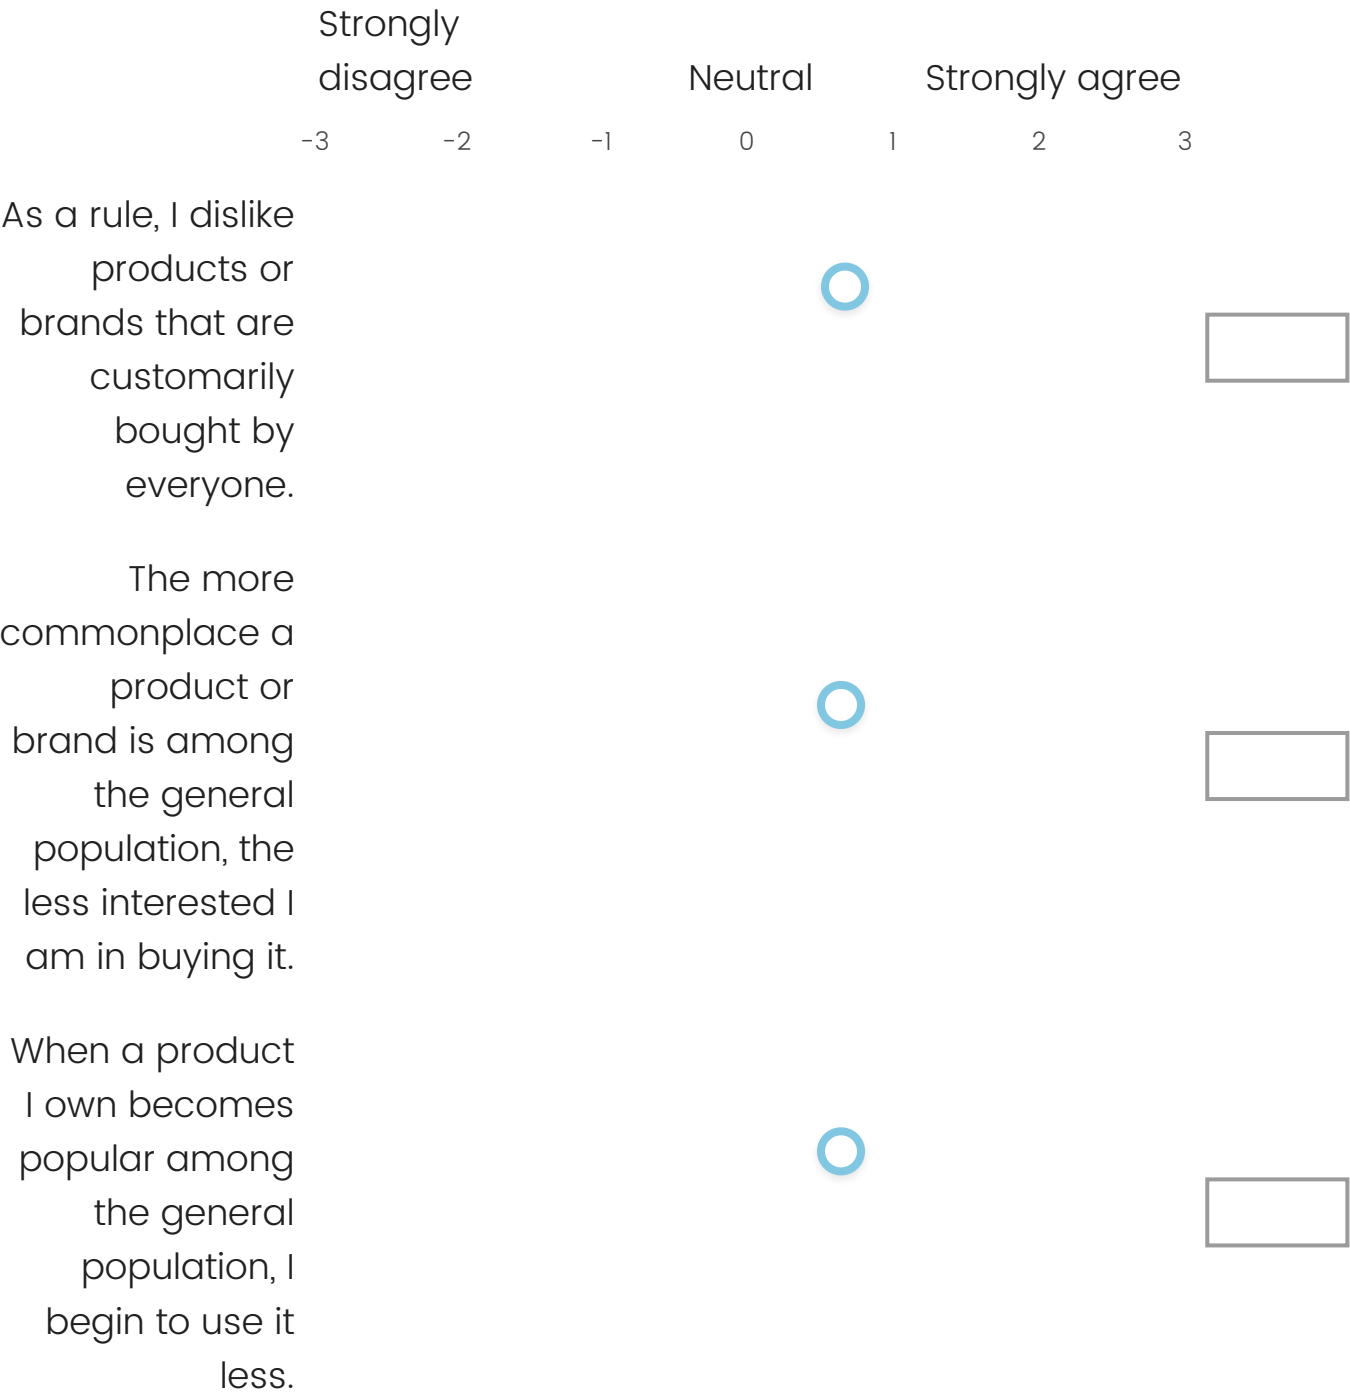 Strongly
disagree Neutral Strongly agree
-3 -2 -1 0 1 2 3
As a rule, I dislike
products or
brands that are
customarily
bought by
everyone.
The more
commonplace a
product or
brand is among
the general
population, the
less interested I
am in buying it.
When a product
I own becomes
popular among
the general
population, I
begin to use it
less.